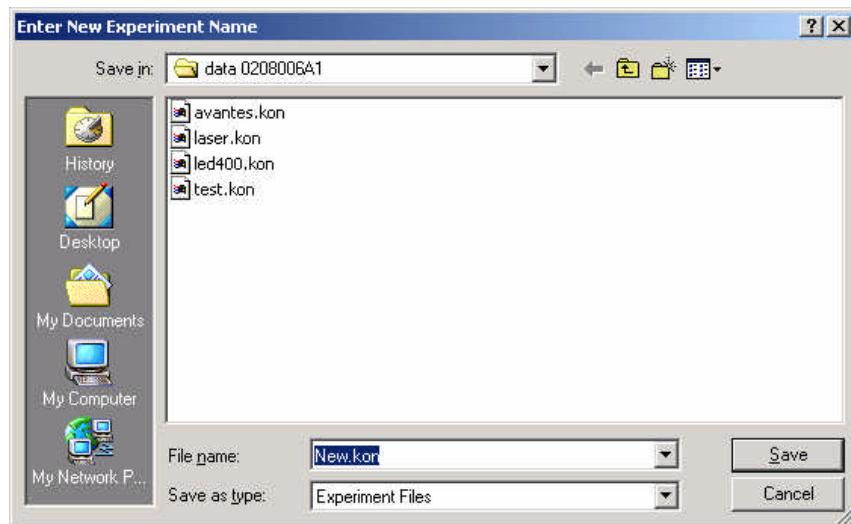 Enter New Experiment Name
Save in: data 0208006A1
avantes.kon
laser.kon
led400.kon
test.kon
History
Desktop
My Documents
My Computer
My Network P...
File name: New.kon Save
Save as type: Experiment Files Cancel